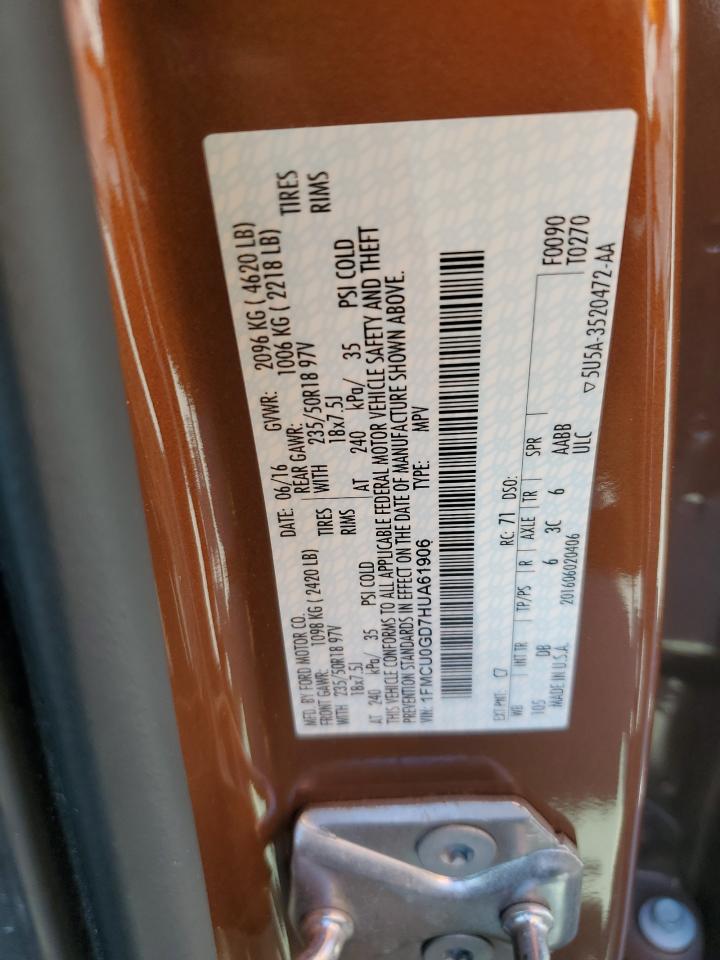 MFD. BY FORD MOTOR CO. DATE: 06/16 GVWR: 2096 KG ( 4620 LB)
FRONT GAWR: 1098 KG ( 2420 LB) REAR GAWR: 1006 KG ( 2218 LB)
WITH 235/50R18 97V TIRES WITH 235/50R18 97V TIRES
18x7.5J RIMS 18x7.5J RIMS
AT 240 kPa/ 35 PSI COLD AT 240 kPa/ 35 PSI COLD
THIS VEHICLE CONFORMS TO ALL APPLICABLE FEDERAL MOTOR VEHICLE SAFETY AND THEFT
PREVENTION STANDARDS IN EFFECT ON THE DATE OF MANUFACTURE SHOWN ABOVE.
VIN: 1FMCU0GD7HUA61906 TYPE: MPV
EXT PNT: CJ RC: 71 DSO: F0090
WB INT TR TP/PS R AXLE TR SPR T0270
105 DB 6 3C 6 AABB
MADE IN U.S.A. 201606020406 ULC ▽5U5A-3520472-AA